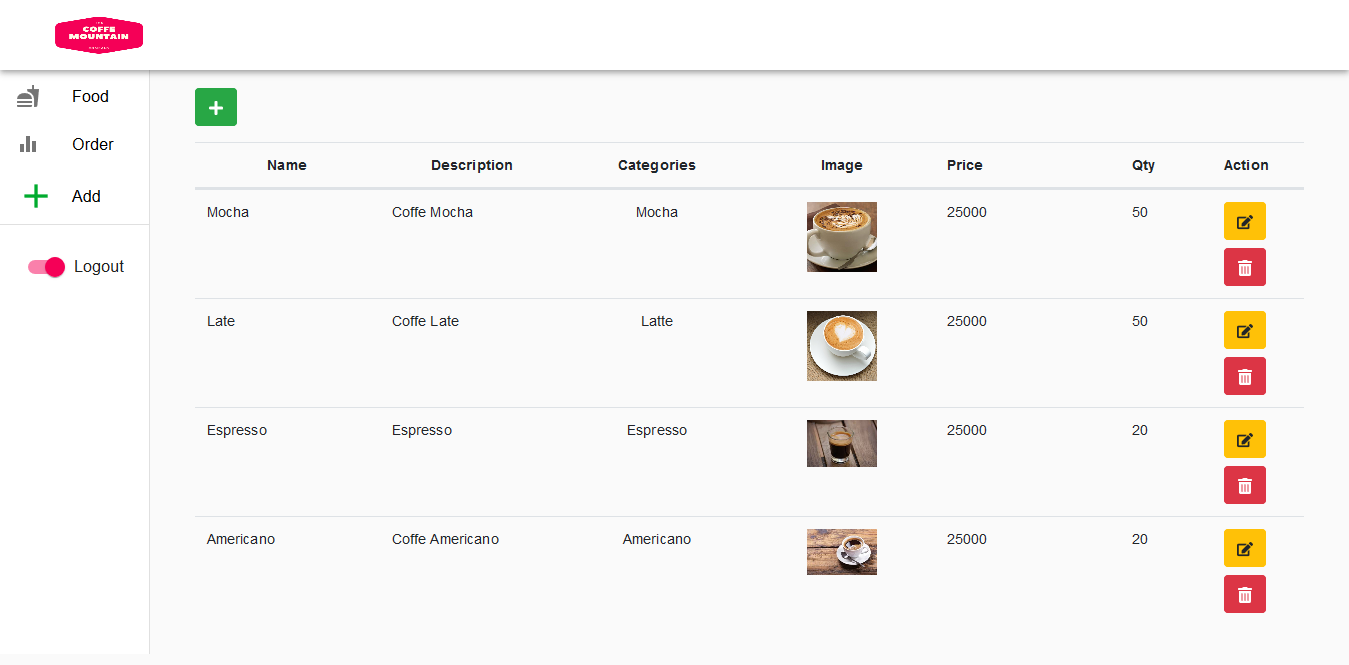 COFFE
MOUNTAIN
Food
Order
Add
Logout
Name Description Categories Image Price Qty Action
Mocha Coffe Mocha Mocha 25000 50
Late Coffe Late Latte 25000 50
Espresso Espresso Espresso 25000 20
Americano Coffe Americano Americano 25000 20